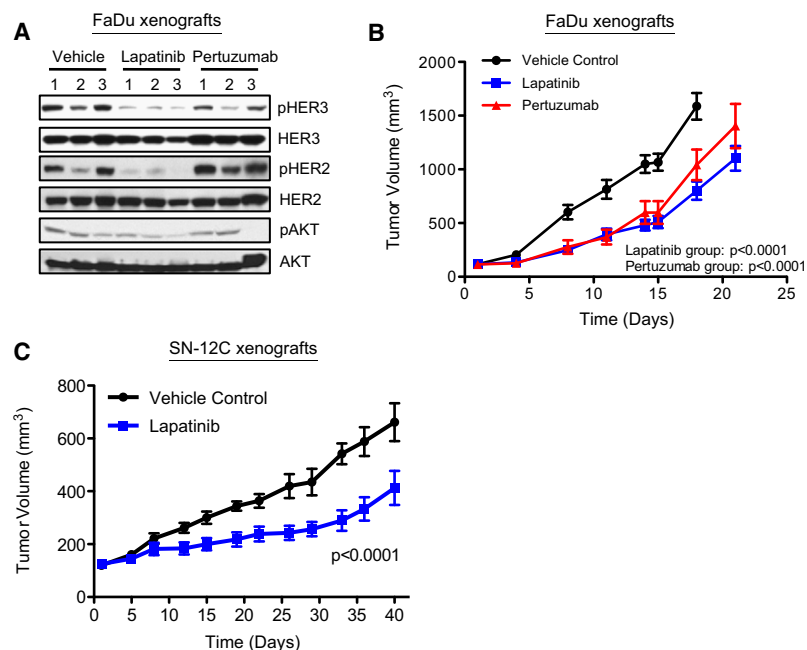 A
FaDu xenografts
Vehicle Lapatinib Pertuzumab
1 2 3 1 2 3 1 2 3
pHER3
HER3
pHER2
HER2
pAKT
AKT
B
FaDu xenografts
Vehicle Control
Lapatinib
Pertuzumab
Tumor Volume (mm³)
2000
1500
1000
500
0
Lapatinib group: p<0.0001
Pertuzumab group: p<0.0001
0 5 10 15 20 25
Time (Days)
C
SN-12C xenografts
Vehicle Control
Lapatinib
Tumor Volume (mm³)
800
600
400
200
0
p<0.0001
0 5 10 15 20 25 30 35 40
Time (Days)